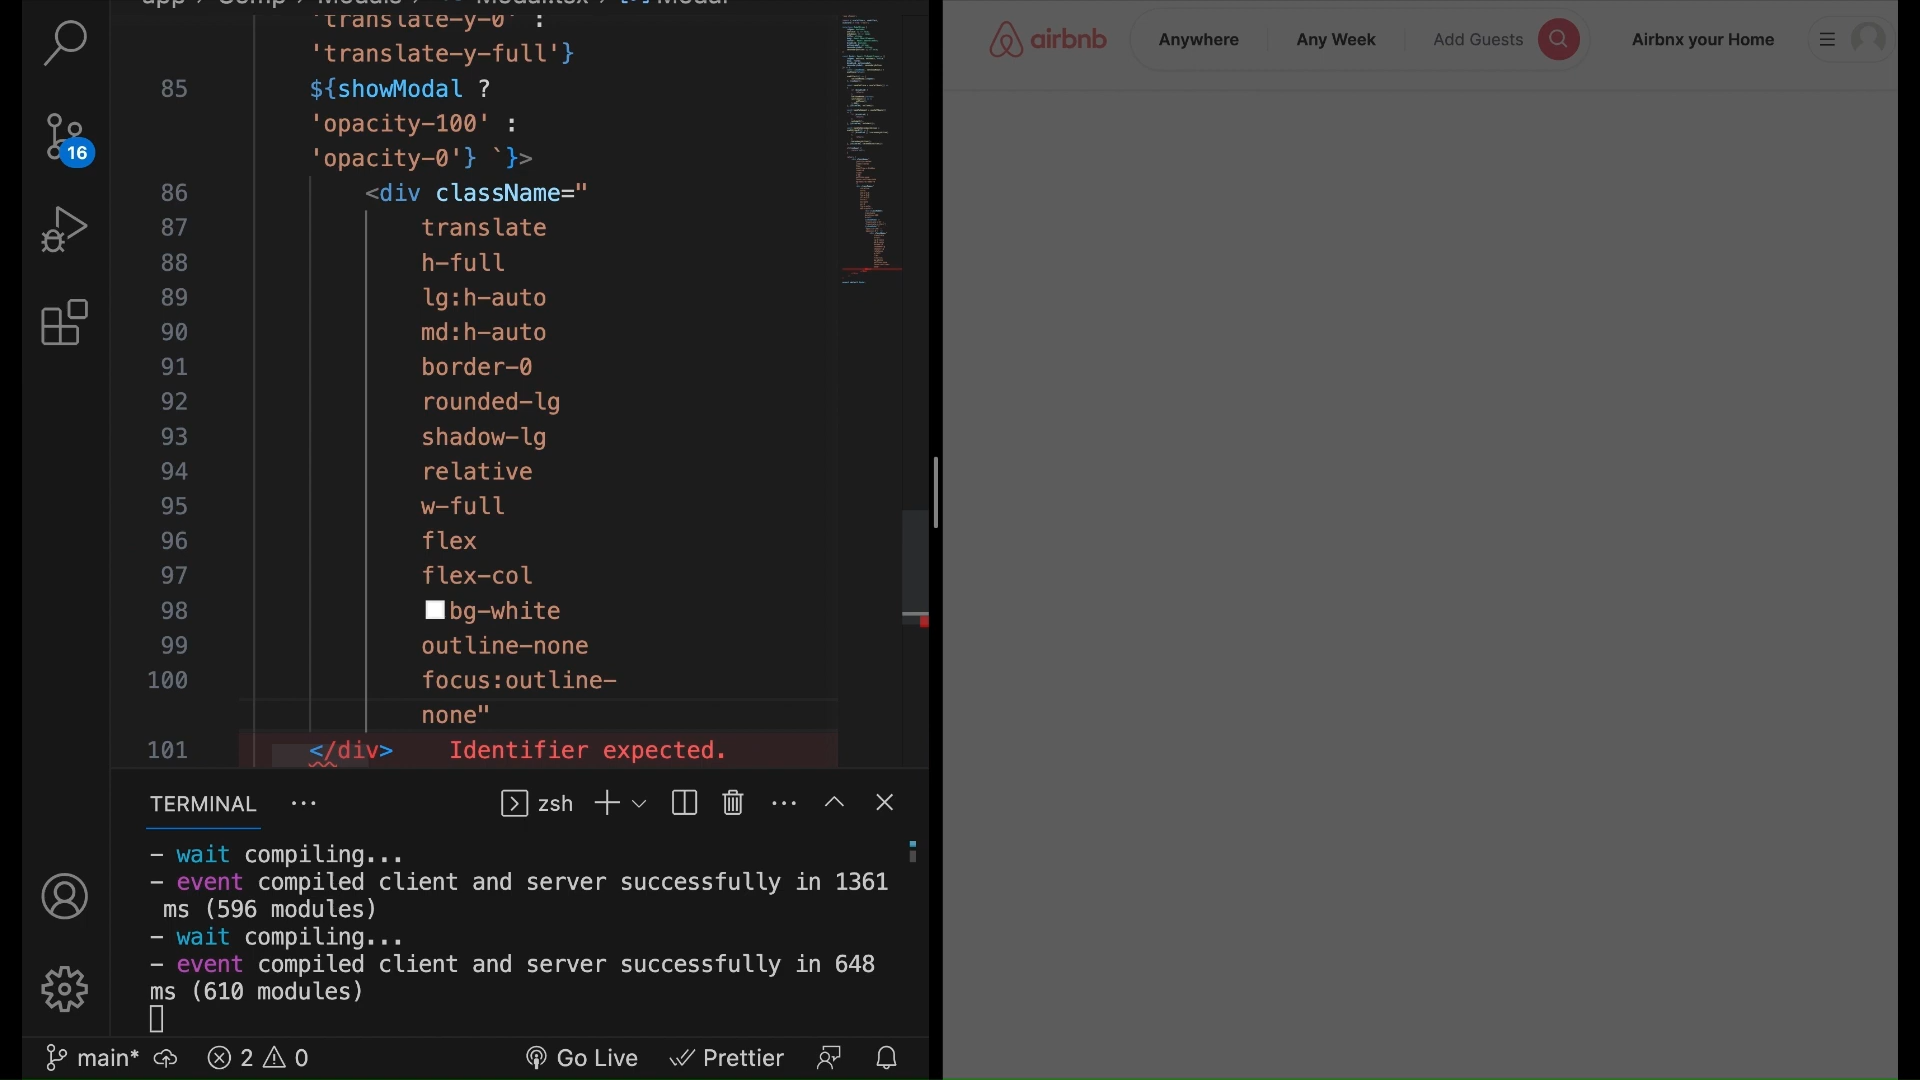 'translate-y-0' :
'translate-y-full'}
85 ${showModal ?
'opacity-100' :
'opacity-0'} `}>
86 <div className="
87 translate
88 h-full
89 lg:h-auto
90 md:h-auto
91 border-0
92 rounded-lg
93 shadow-lg
94 relative
95 w-full
96 flex
97 flex-col
98 bg-white
99 outline-none
100 focus:outline-
none"
101 </div> Identifier expected.
16
TERMINAL ... zsh
- wait compiling...
- event compiled client and server successfully in 1361
ms (596 modules)
- wait compiling...
- event compiled client and server successfully in 648
ms (610 modules)
main* 2 0 Go Live Prettier
airbnb Anywhere Any Week Add Guests Airbnx your Home